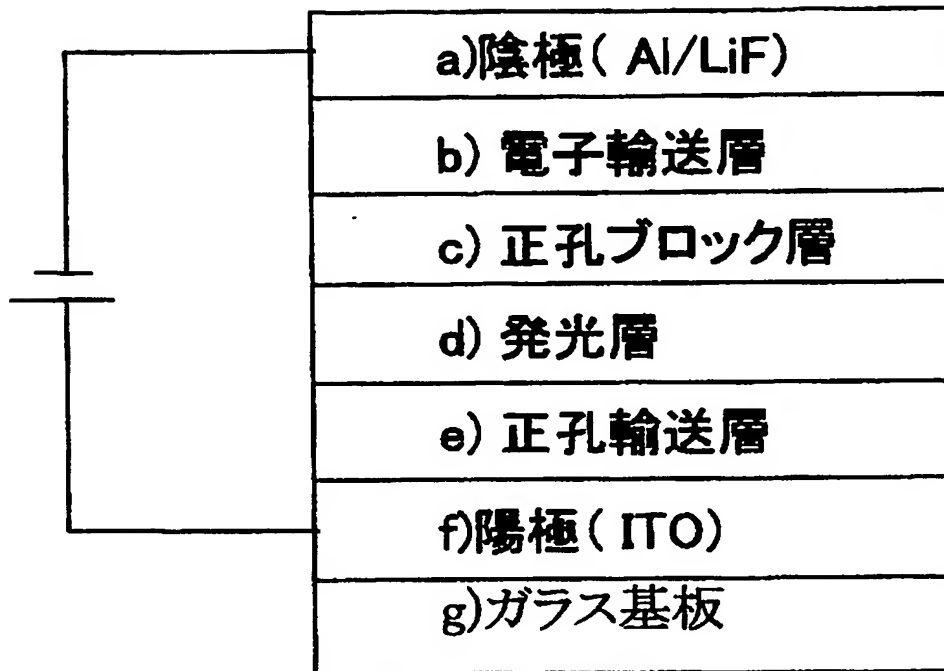 a)陰極( Al/LiF)
b) 電子輸送層
c) 正孔ブロック層
d) 発光層
e) 正孔輸送層
f)陽極( ITO)
g)ガラス基板